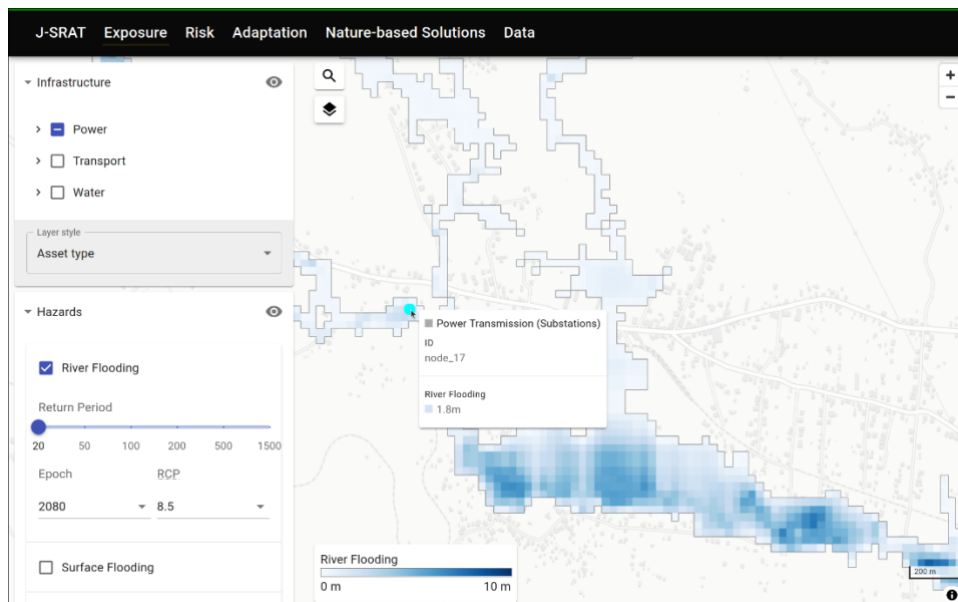 J-SRAT Exposure Risk Adaptation Nature-based Solutions Data
Infrastructure
Power
Transport
Water
Layer style
Asset type
Hazards
River Flooding
Return Period
20 50 100 200 500 1500
Epoch RCP
2080 8.5
Surface Flooding
Power Transmission (Substations)
ID
node_17
River Flooding
1.8m
River Flooding
0 m 10 m
200 m